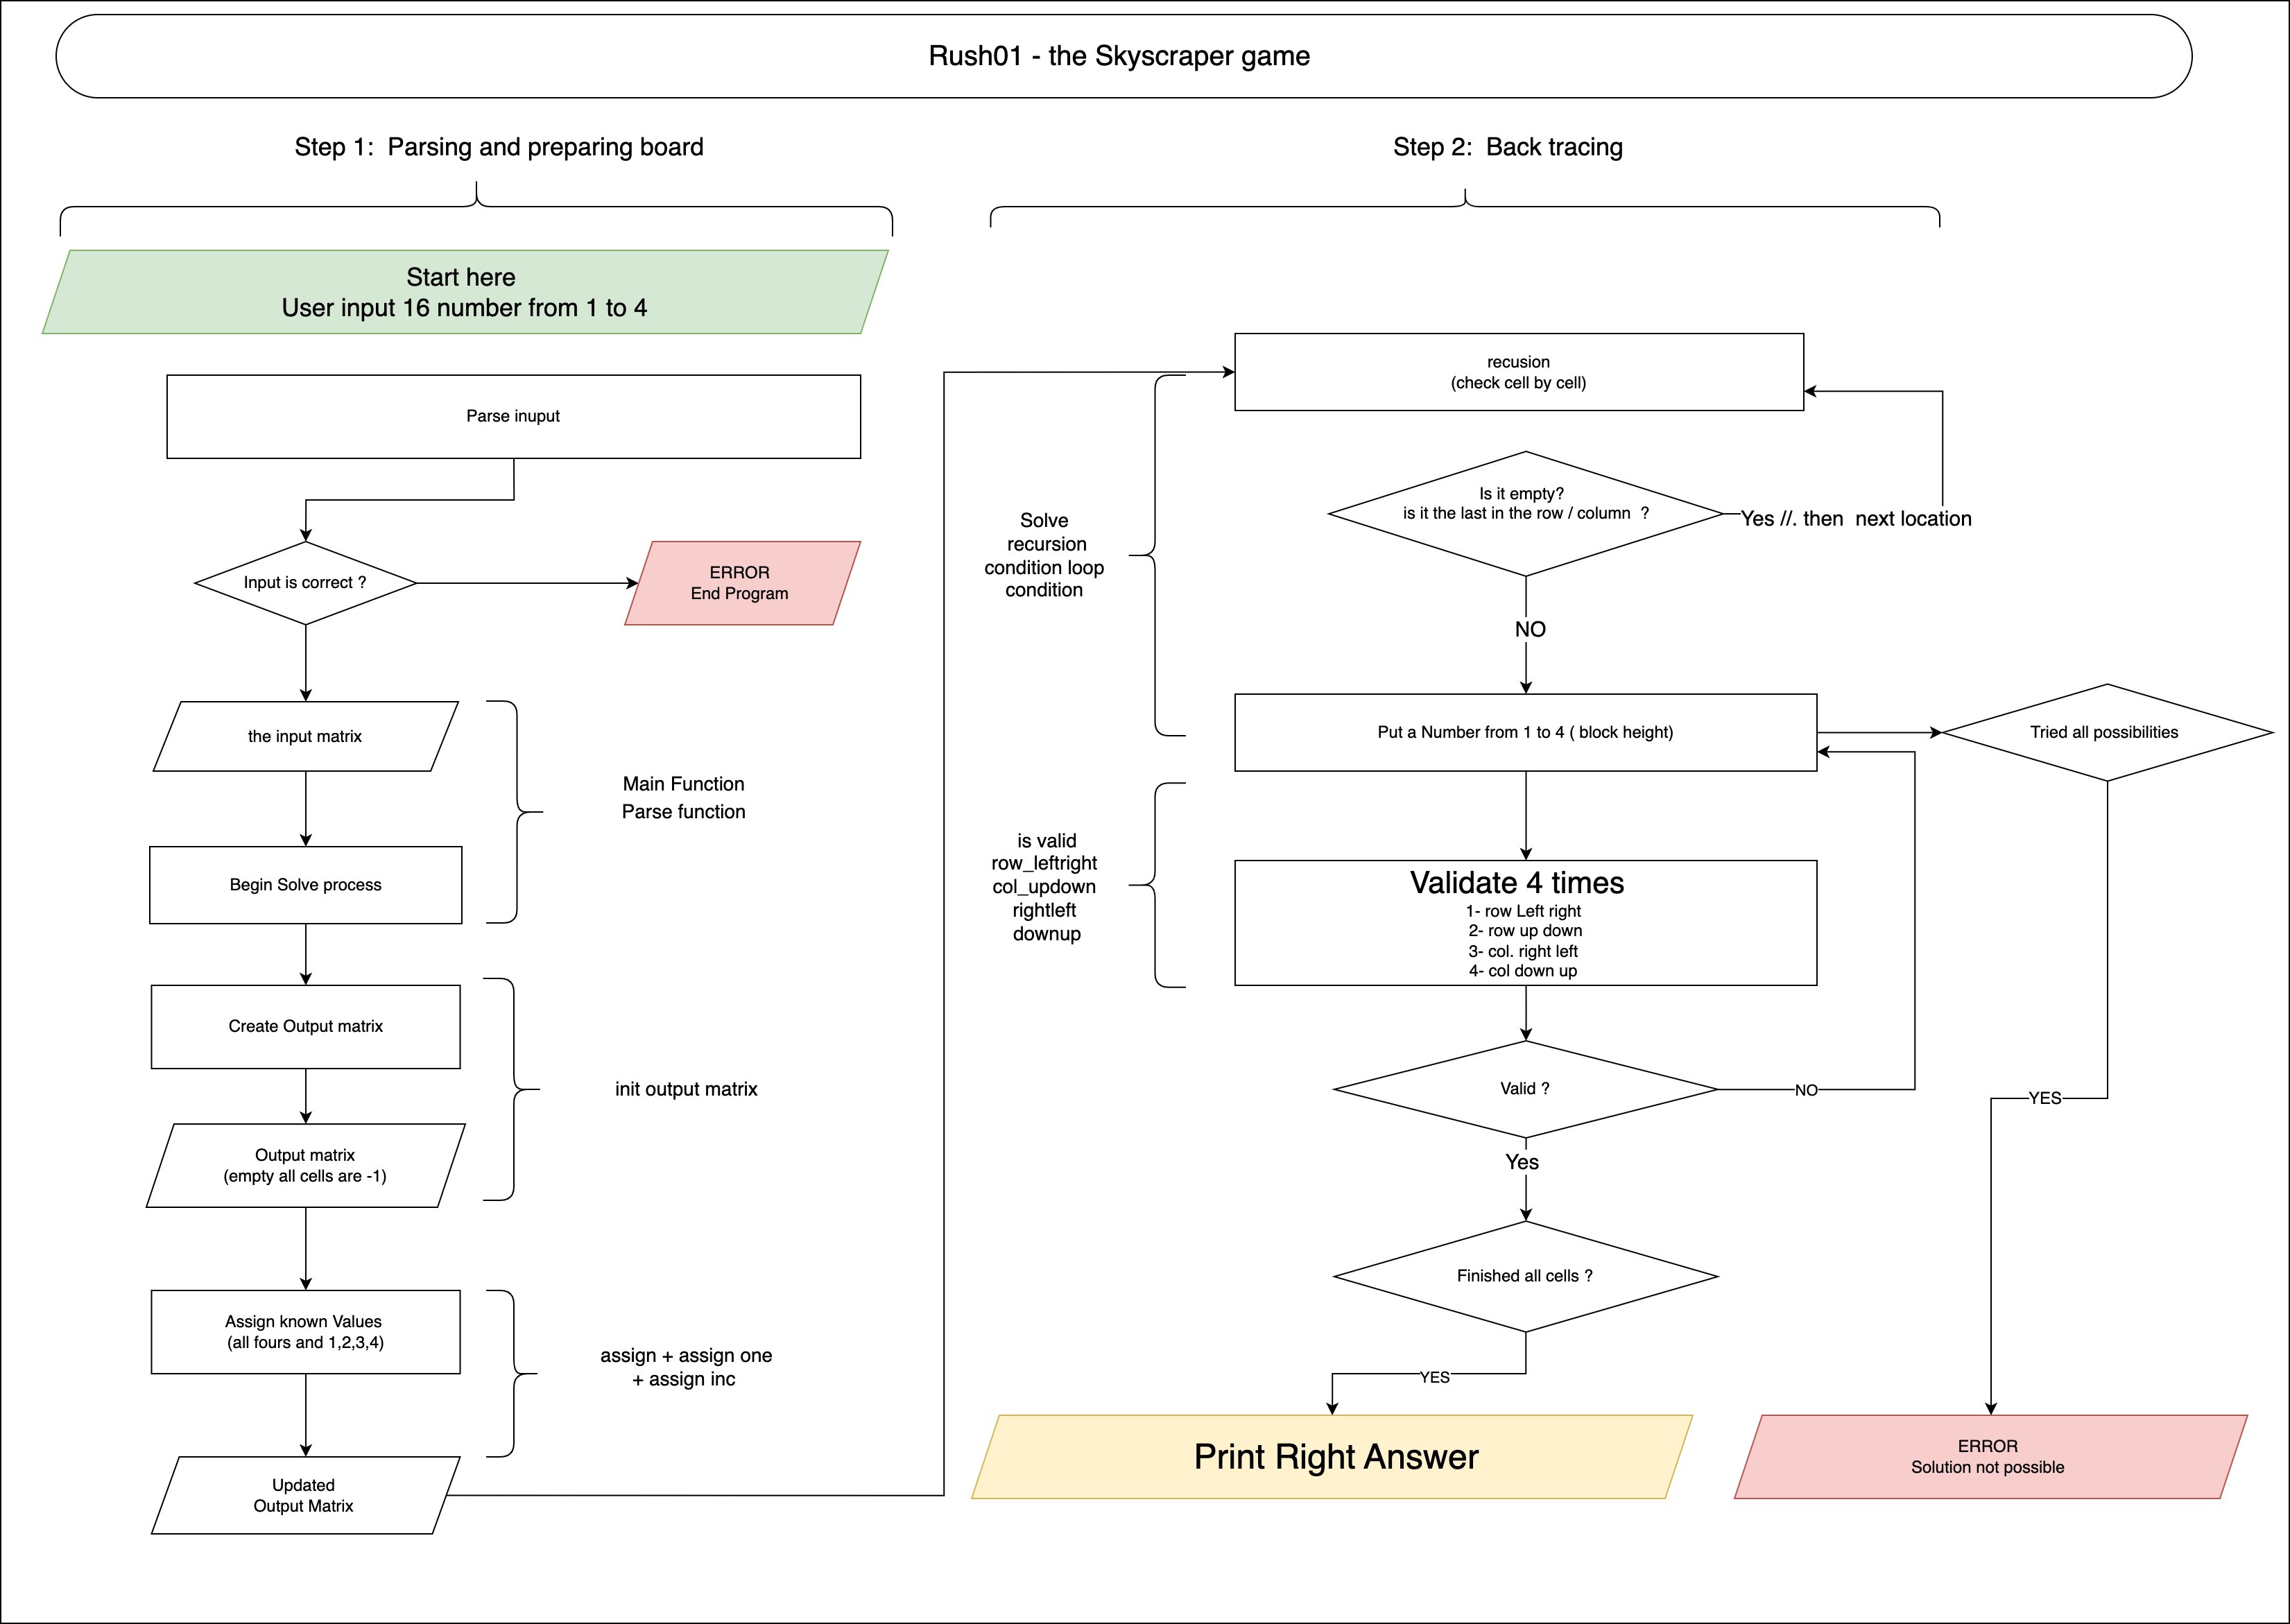 Rush01 - the Skyscraper game
Step 1:  Parsing and preparing board
Start here
User input 16 number from 1 to 4
Parse inuput
Input is correct ?
ERROR
End Program
the input matrix
Main Function
Parse function
Begin Solve process
Create Output matrix
init output matrix
Output matrix
(empty all cells are -1)
Assign known Values
(all fours and 1,2,3,4)
assign + assign one
+ assign inc
Updated
Output Matrix
Step 2:  Back tracing
recusion
(check cell by cell)
Is it empty?
is it the last in the row / column  ?
Yes //. then  next location
Solve
recursion
condition loop
condition
NO
Put a Number from 1 to 4 ( block height)
Tried all possibilities
is valid
row_leftright
col_updown
rightleft
downup
Validate 4 times
1- row Left right
2- row up down
3- col. right left
4- col down up
Valid ?
NO
YES
Yes
Finished all cells ?
YES
Print Right Answer
ERROR
Solution not possible